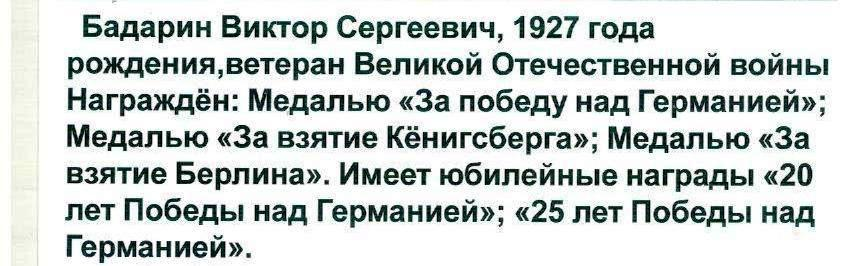 Бадарин Виктор Сергеевич, 1927 года
рождения,ветеран Великой Отечественной войны
Награждён: Медалью «За победу над Германией»;
Медалью «За взятие Кёнигсберга»; Медалью «За
взятие Берлина». Имеет юбилейные награды «20
лет Победы над Германией»; «25 лет Победы над
Германией».